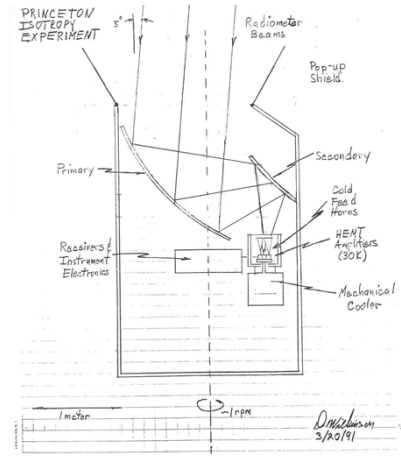 PRINCETON
ISOTROPY
EXPERIMENT
5°
Radiometer
Beams
Pop-up
Shield.
Primary
Secondary
Cold
Feed
Horns
HEMT
Amplifiers
(30K)
Receivers &
Instrument
Electronics
Mechanical
Cooler
1 meter
~1 rpm
DWilkinson
3/20/91